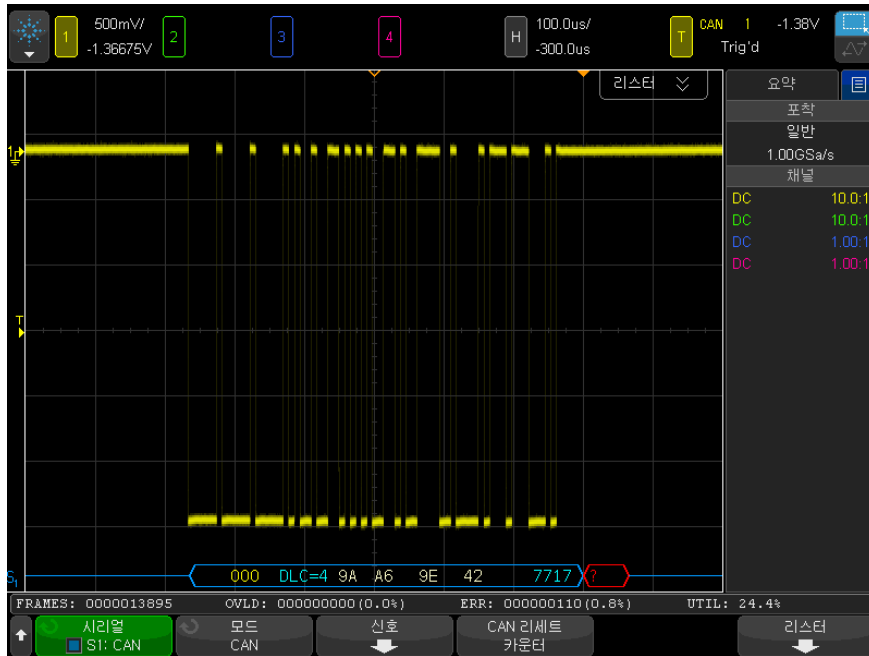 1 500mV/ -1.36675V 2 3 4 H 100.0us/ -300.0us T CAN 1 -1.38V Trig'd
리스터
요약
포착
일반
1.00GSa/s
채널
DC 10.0:1
DC 10.0:1
DC 1.00:1
DC 1.00:1
1
T
S1 000 DLC=4 9A A6 9E 42 7717 ?
FRAMES: 0000013895 OVLD: 000000000(0.0%) ERR: 000000110(0.8%) UTIL: 24.4%
시리얼 S1: CAN
모드 CAN
신호
CAN 리세트 카운터
리스터